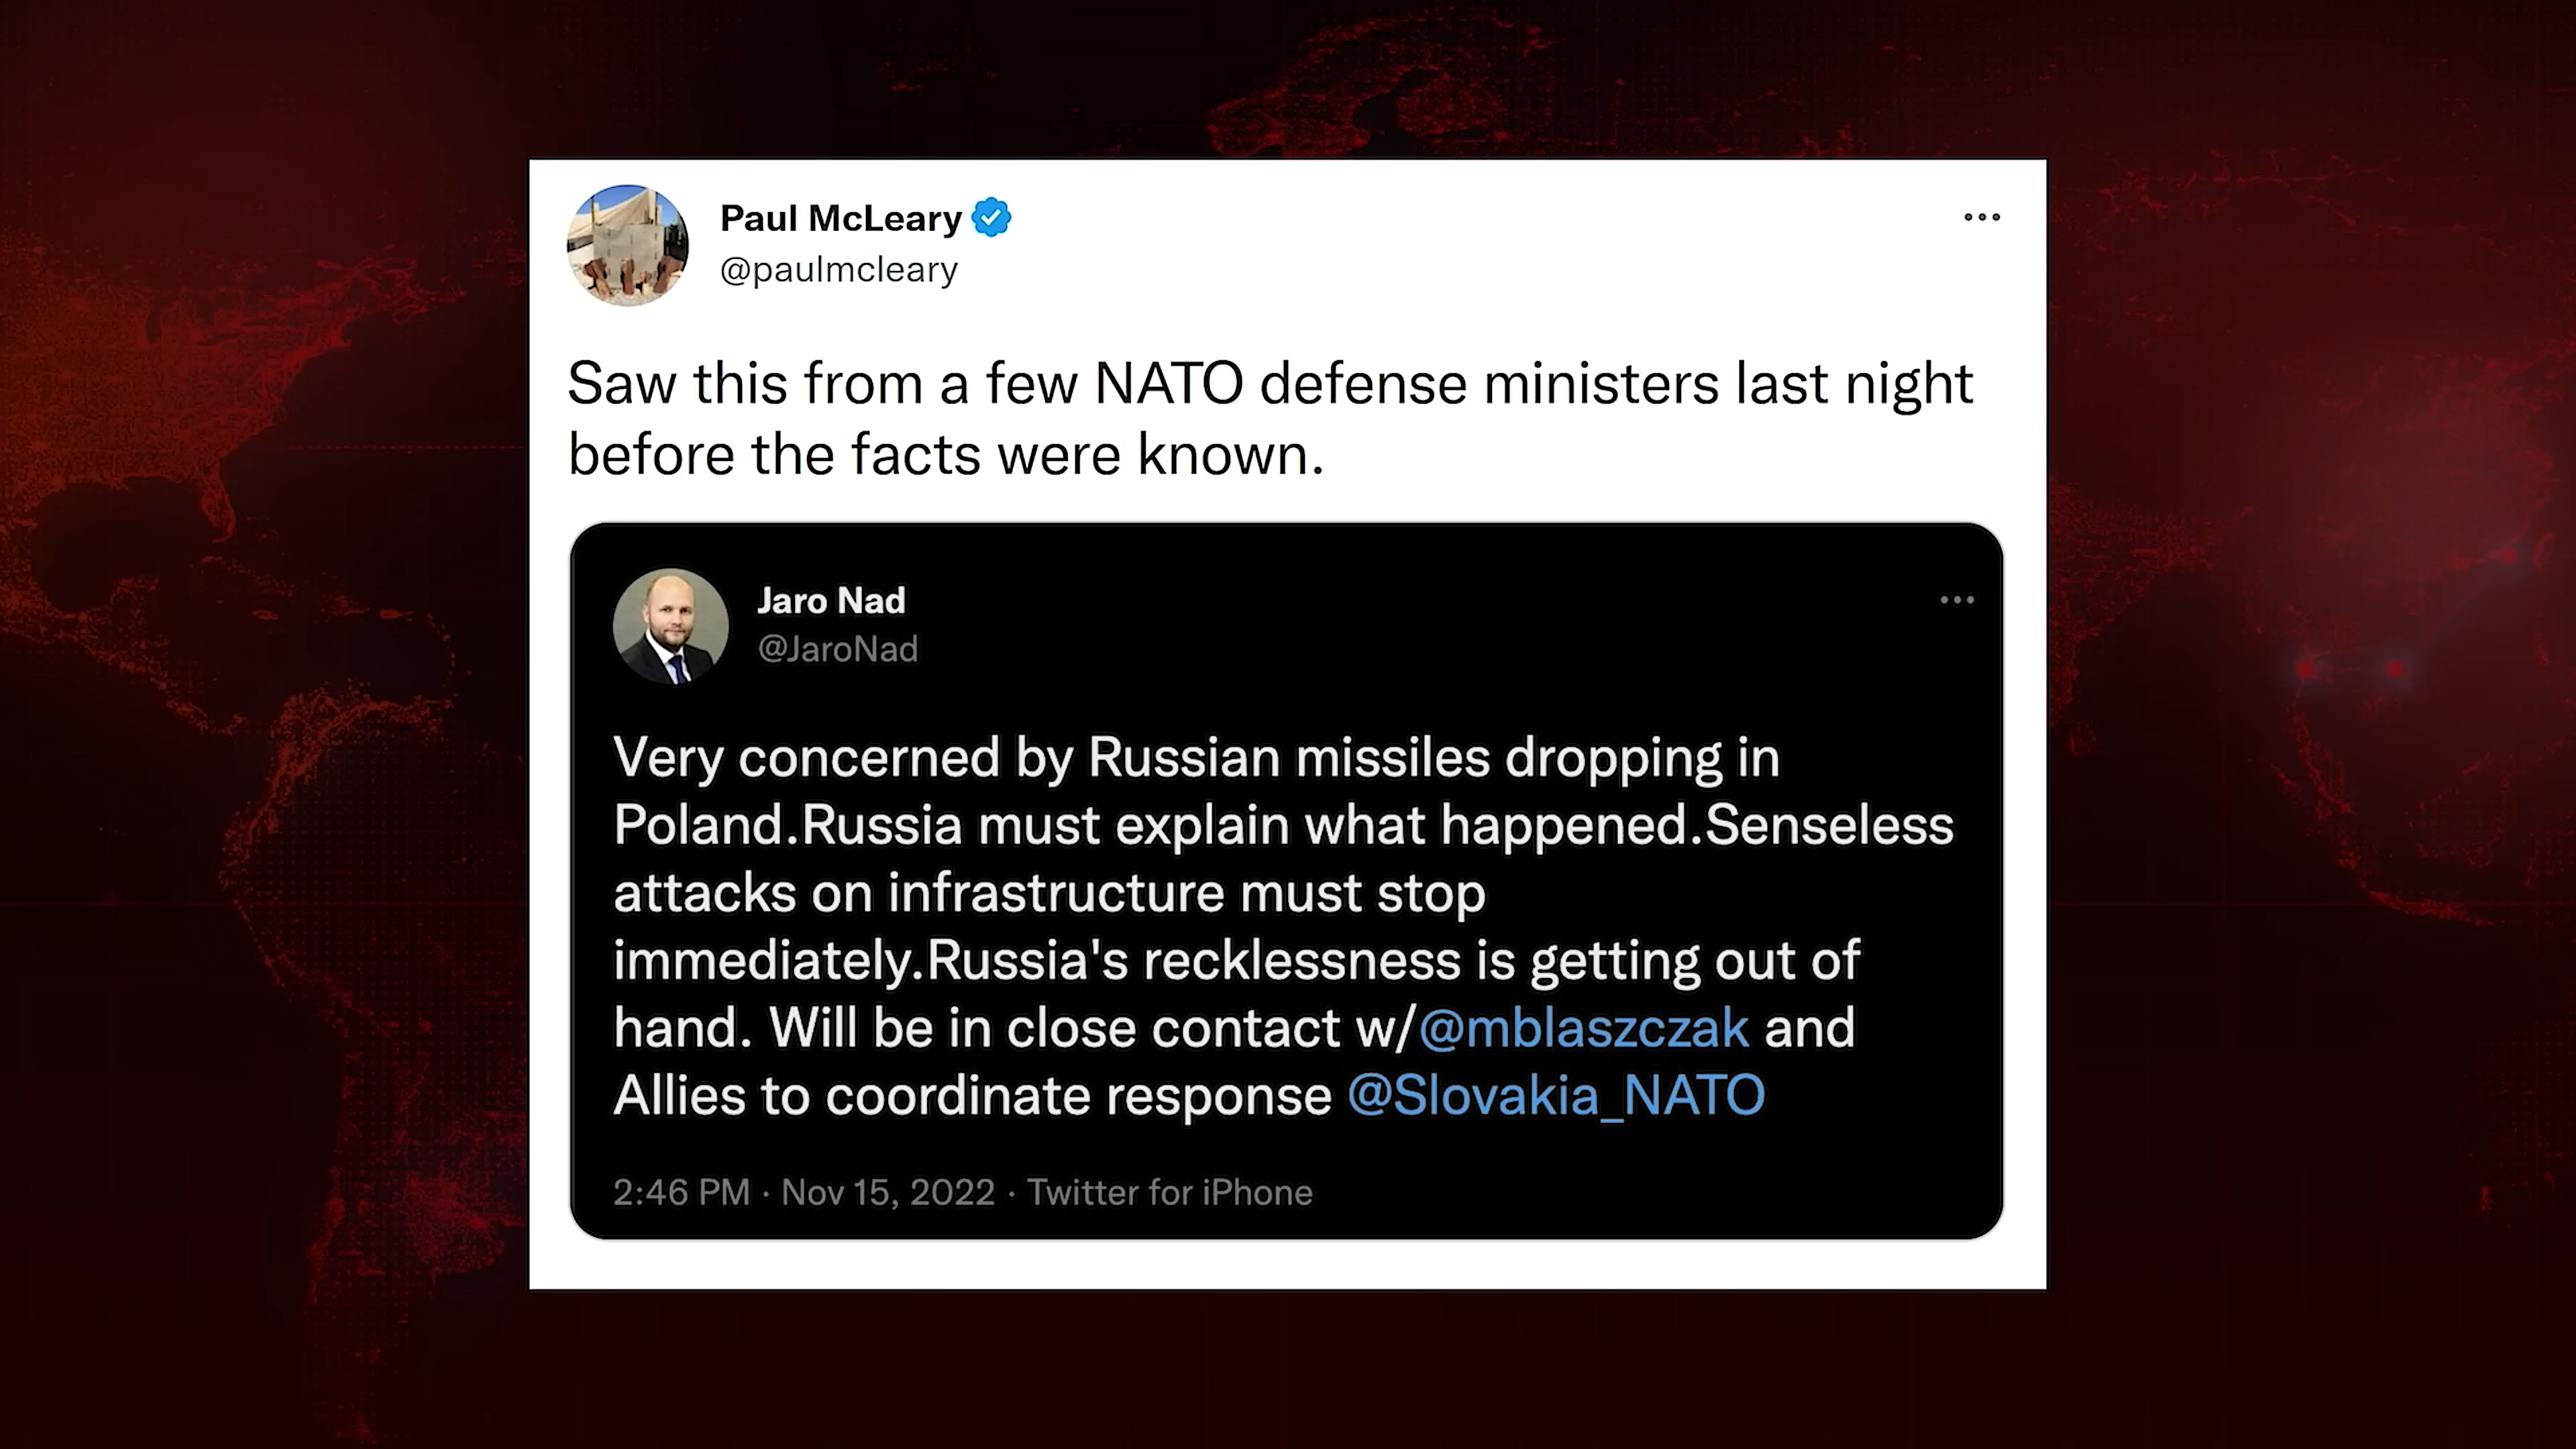 Paul McLeary
@paulmcleary
Saw this from a few NATO defense ministers last night
before the facts were known.
Jaro Nad
@JaroNad
Very concerned by Russian missiles dropping in
Poland.Russia must explain what happened.Senseless
attacks on infrastructure must stop
immediately.Russia's recklessness is getting out of
hand. Will be in close contact w/@mblaszczak and
Allies to coordinate response @Slovakia_NATO
2:46 PM · Nov 15, 2022 · Twitter for iPhone